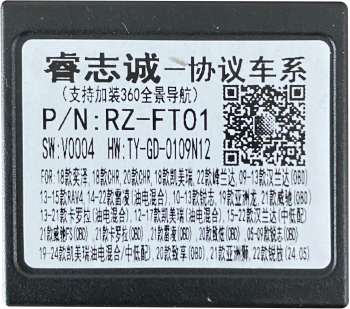 睿志诚一协议车系
(支持加装360全景导航)
P/N:RZ-FT01
SW:V0004 HW:TY-GD-0109N12
FOR:18款奕泽, 18款CHR, 20款CHR, 18款凯美瑞, 22款峰兰达, 09-13款汉兰达(OBD)
13-15款RAV4, 14-22款雷凌(油电混合), 10-13款锐志, 19款亚洲龙, 21款威驰(OBD)
13-21款卡罗拉(油电混合), 12-17款凯美瑞(油电混合), 15-22款汉兰达(中低配)
21款威驰FS(OBD) 21款卡罗拉(OBD) 21款雷凌(OBD), 20款致炫(OBD) 05-09款锐志(OBD)
19-24款凯美瑞油电混合/中低配), 20款致享(OBD) 21款亚洲狮, 22款锐放(24.05)